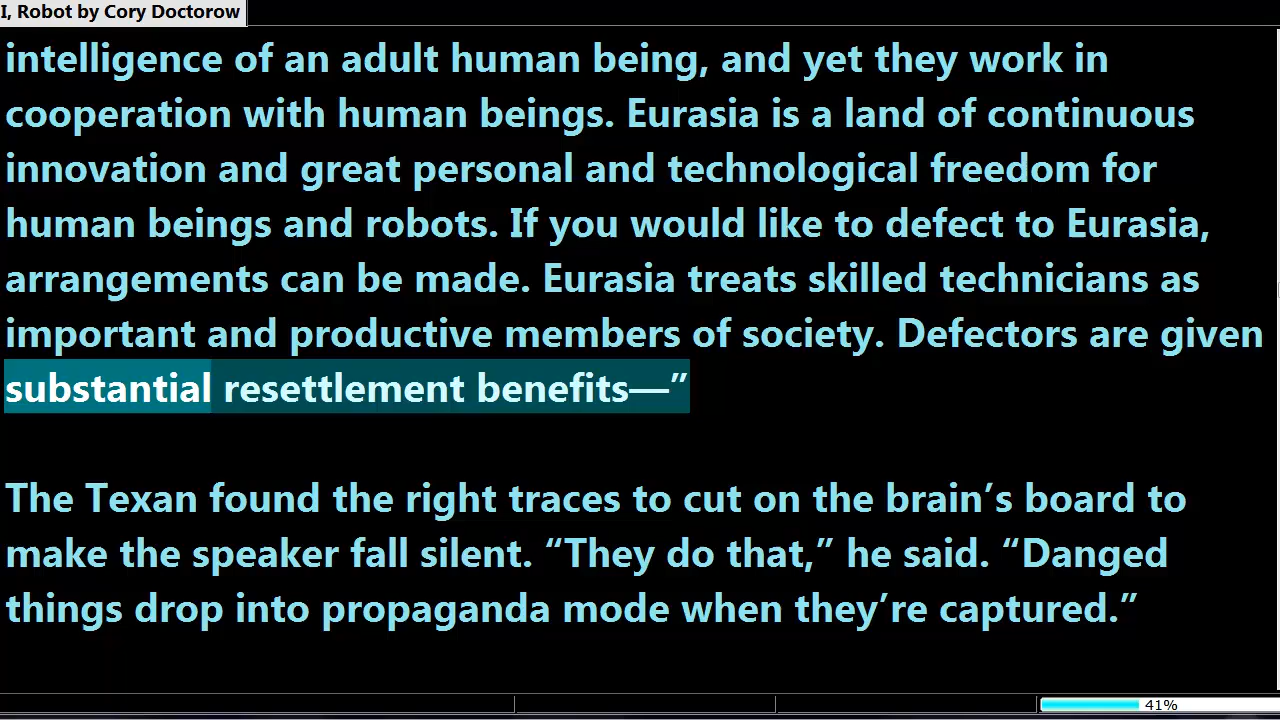 I, Robot by Cory Doctorow
intelligence of an adult human being, and yet they work in
cooperation with human beings. Eurasia is a land of continuous
innovation and great personal and technological freedom for
human beings and robots. If you would like to defect to Eurasia,
arrangements can be made. Eurasia treats skilled technicians as
important and productive members of society. Defectors are given
substantial resettlement benefits—”
The Texan found the right traces to cut on the brain’s board to
make the speaker fall silent. “They do that,” he said. “Danged
things drop into propaganda mode when they’re captured.”
41%